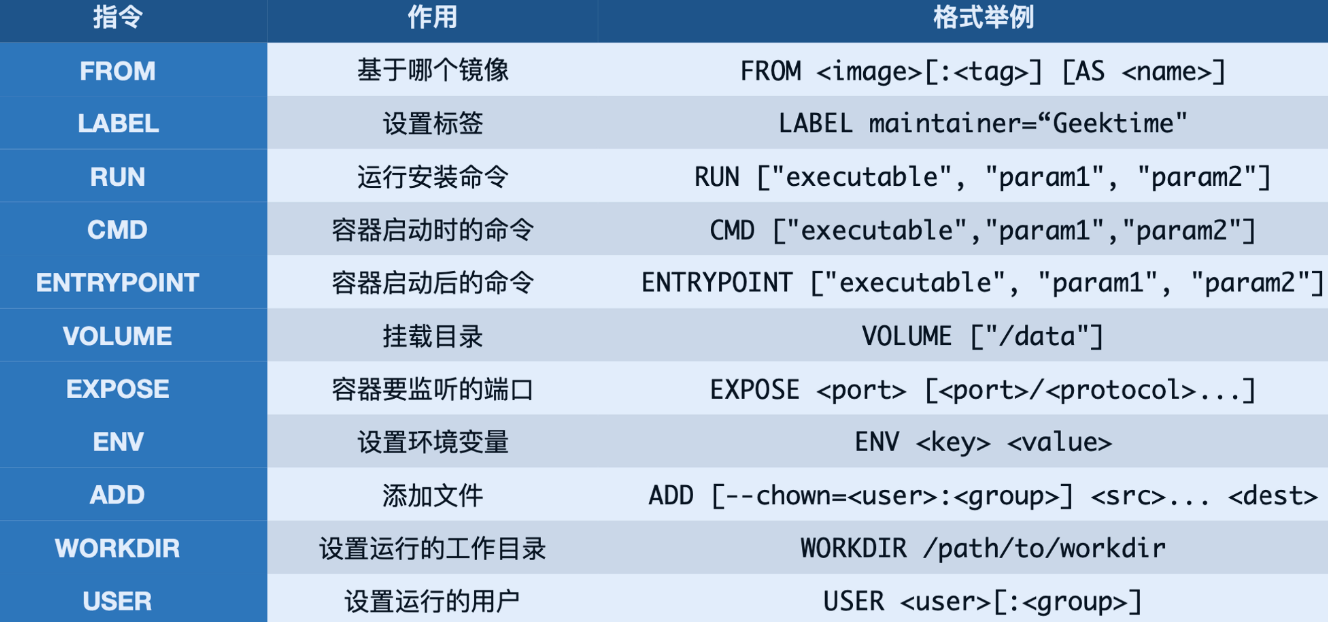 指令 作用 格式举例
FROM 基于哪个镜像 FROM <image>[:<tag>] [AS <name>]
LABEL 设置标签 LABEL maintainer=“Geektime"
RUN 运行安装命令 RUN ["executable", "param1", "param2"]
CMD 容器启动时的命令 CMD ["executable","param1","param2"]
ENTRYPOINT 容器启动后的命令 ENTRYPOINT ["executable", "param1", "param2"]
VOLUME 挂载目录 VOLUME ["/data"]
EXPOSE 容器要监听的端口 EXPOSE <port> [<port>/<protocol>...]
ENV 设置环境变量 ENV <key> <value>
ADD 添加文件 ADD [--chown=<user>:<group>] <src>... <dest>
WORKDIR 设置运行的工作目录 WORKDIR /path/to/workdir
USER 设置运行的用户 USER <user>[:<group>]